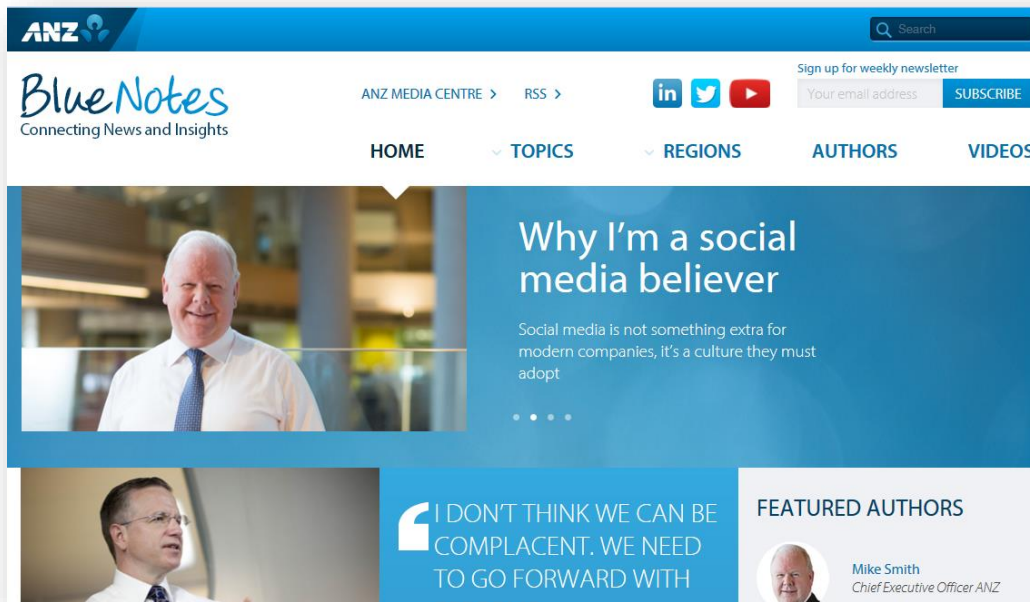 ANZ
Search
BlueNotes
Connecting News and Insights
ANZ MEDIA CENTRE >
RSS >
in
Sign up for weekly newsletter
Your email address
SUBSCRIBE
HOME
TOPICS
REGIONS
AUTHORS
VIDEOS
Why I'm a social
media believer
Social media is not something extra for
modern companies, it's a culture they must
adopt
I DON'T THINK WE CAN BE
COMPLACENT. WE NEED
TO GO FORWARD WITH
FEATURED AUTHORS
Mike Smith
Chief Executive Officer ANZ